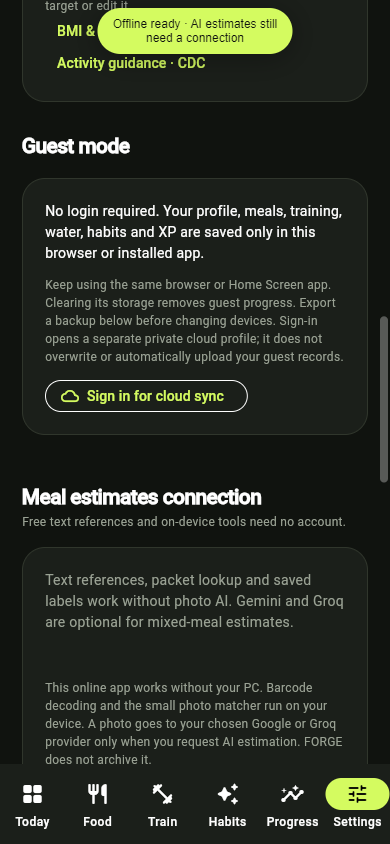 target or edit it
BMI &
Offline ready · AI estimates still
need a connection
Activity guidance · CDC
Guest mode
No login required. Your profile, meals, training,
water, habits and XP are saved only in this
browser or installed app.
Keep using the same browser or Home Screen app.
Clearing its storage removes guest progress. Export
a backup below before changing devices. Sign-in
opens a separate private cloud profile; it does not
overwrite or automatically upload your guest records.
Sign in for cloud sync
Meal estimates connection
Free text references and on-device tools need no account.
Text references, packet lookup and saved
labels work without photo AI. Gemini and Groq
are optional for mixed-meal estimates.
This online app works without your PC. Barcode
decoding and the small photo matcher run on your
device. A photo goes to your chosen Google or Groq
provider only when you request AI estimation. FORGE
does not archive it.
Today Food Train Habits Progress Settings